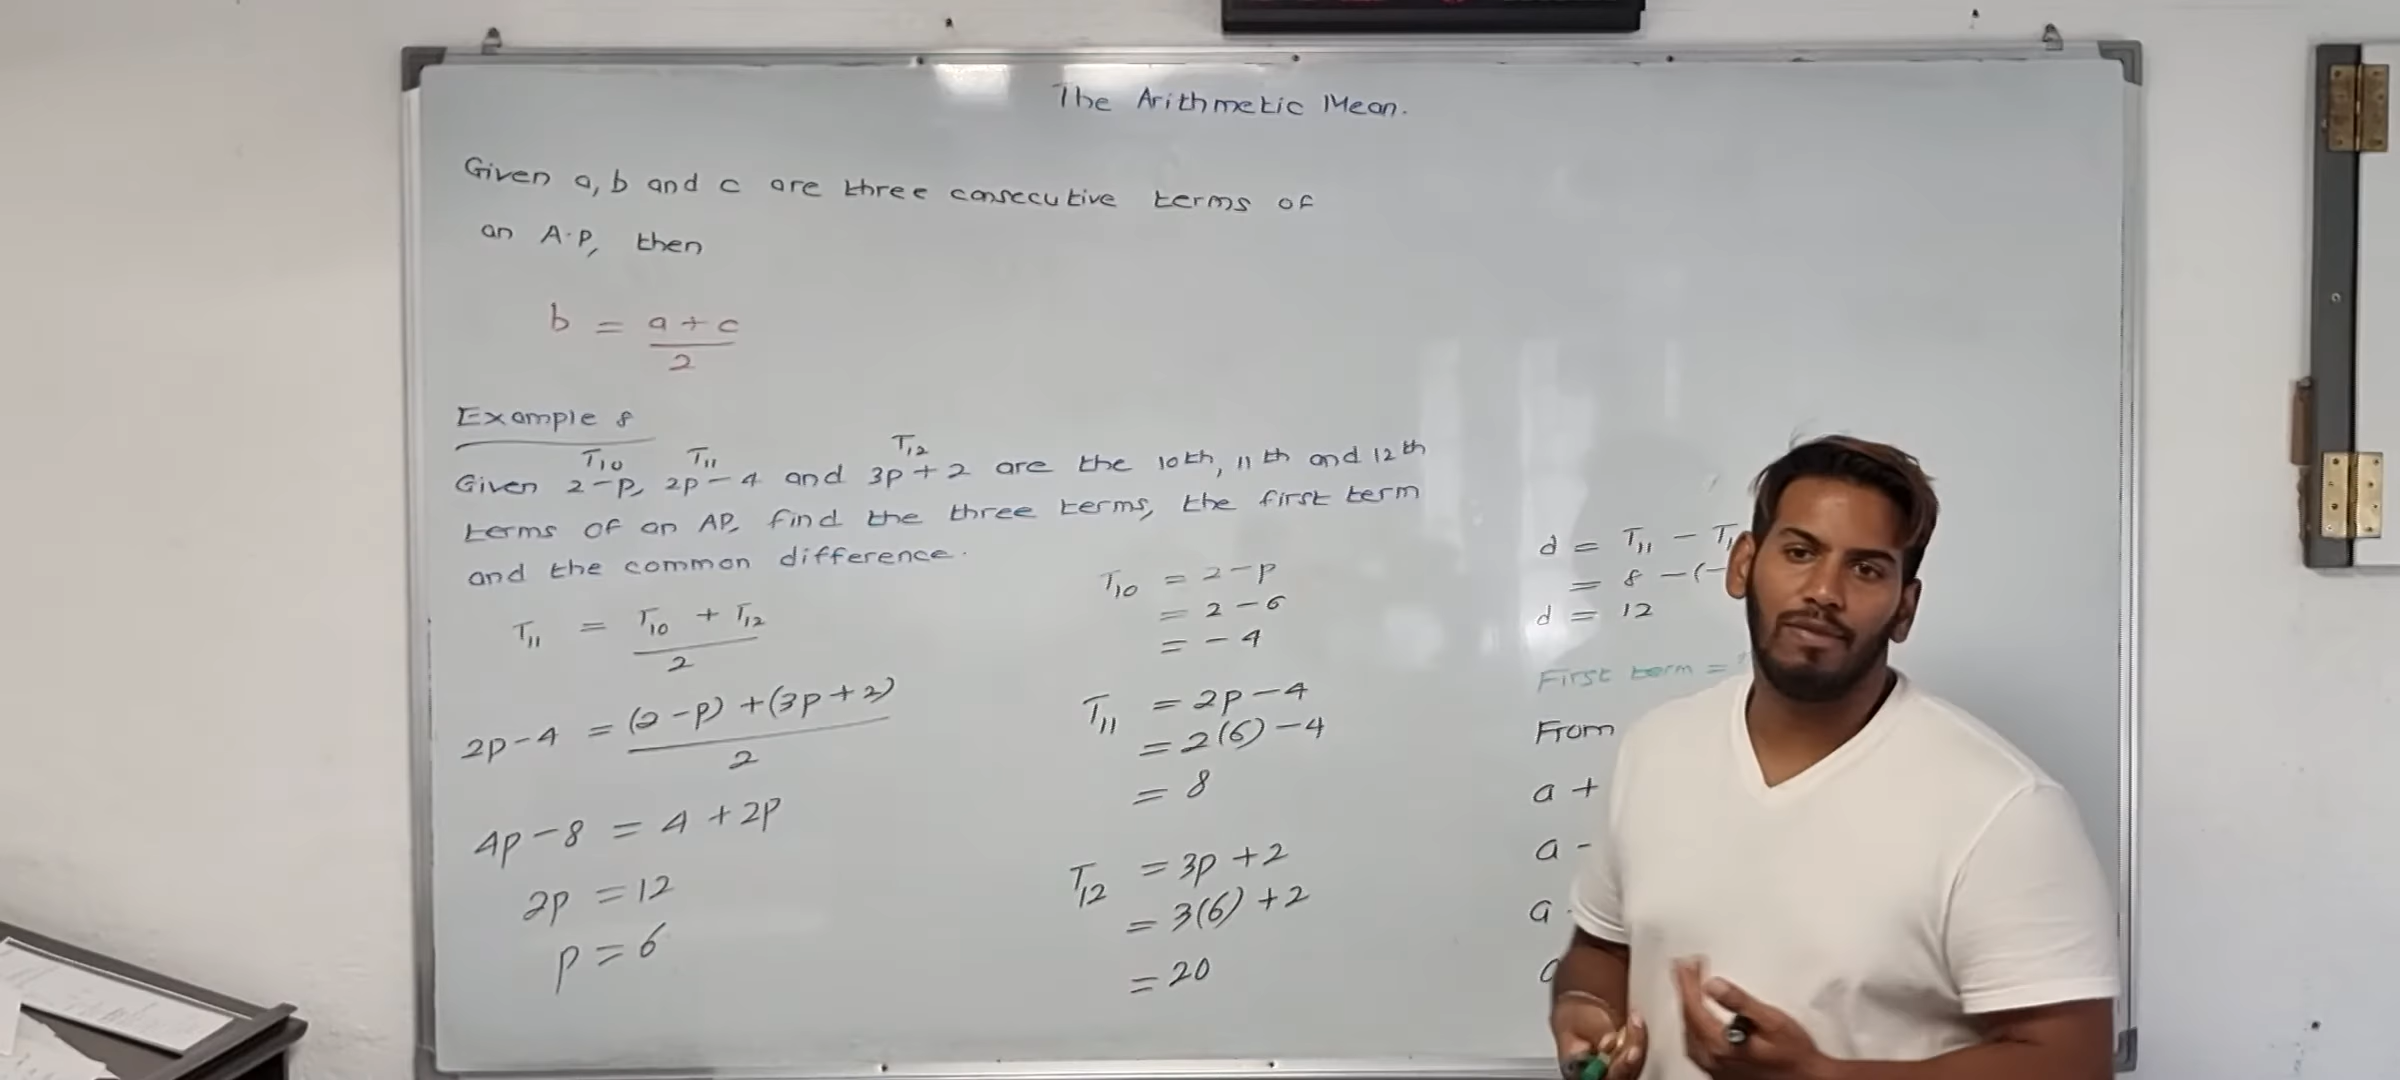 The Arithmetic Mean.
Given a, b and c are three consecutive terms of
an A.P, then
b = a + c
2
Example 8
T10 T11 T12
Given 2-p, 2p-4 and 3p+2 are the 10th, 11th and 12th
terms of an AP, find the three terms, the first term
and the common difference.
T11 = T10 + T12
2
2p-4 = (2-p) + (3p+2)
2
4p-8 = 4+2p
2p = 12
p = 6
T10 = 2-p
= 2-6
= -4
T11 = 2p-4
= 2(6)-4
= 8
T12 = 3p+2
= 3(6)+2
= 20
d = T11 -
= 8-(-
d = 12
First term =
From
a +
a -
a